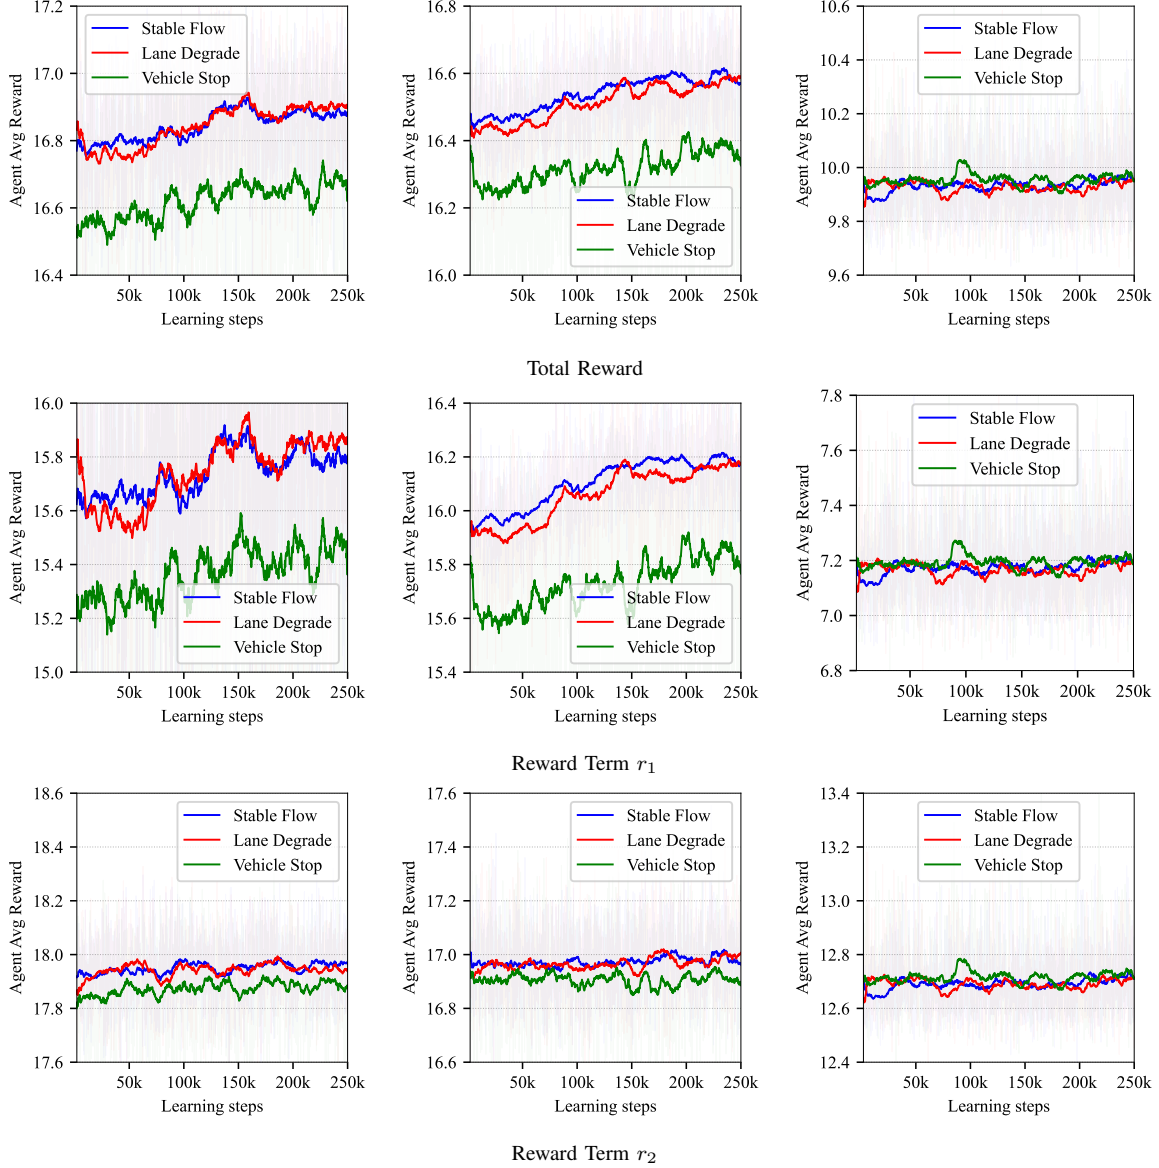 17.2
17.0
16.8
16.6
16.4
Agent Avg Reward
Stable Flow
Lane Degrade
Vehicle Stop
50k 100k 150k 200k 250k
Learning steps
16.8
16.6
16.4
16.2
16.0
Agent Avg Reward
Stable Flow
Lane Degrade
Vehicle Stop
50k 100k 150k 200k 250k
Learning steps
10.6
10.4
10.2
10.0
9.8
9.6
Agent Avg Reward
Stable Flow
Lane Degrade
Vehicle Stop
50k 100k 150k 200k 250k
Learning steps
Total Reward
16.0
15.8
15.6
15.4
15.2
15.0
Agent Avg Reward
Stable Flow
Lane Degrade
Vehicle Stop
50k 100k 150k 200k 250k
Learning steps
16.4
16.2
16.0
15.8
15.6
15.4
Agent Avg Reward
Stable Flow
Lane Degrade
Vehicle Stop
50k 100k 150k 200k 250k
Learning steps
7.8
7.6
7.4
7.2
7.0
6.8
Agent Avg Reward
Stable Flow
Lane Degrade
Vehicle Stop
50k 100k 150k 200k 250k
Learning steps
Reward Term r₁
18.6
18.4
18.2
18.0
17.8
17.6
Agent Avg Reward
Stable Flow
Lane Degrade
Vehicle Stop
50k 100k 150k 200k 250k
Learning steps
17.6
17.4
17.2
17.0
16.8
16.6
Agent Avg Reward
Stable Flow
Lane Degrade
Vehicle Stop
50k 100k 150k 200k 250k
Learning steps
13.4
13.2
13.0
12.8
12.6
12.4
Agent Avg Reward
Stable Flow
Lane Degrade
Vehicle Stop
50k 100k 150k 200k 250k
Learning steps
Reward Term r₂